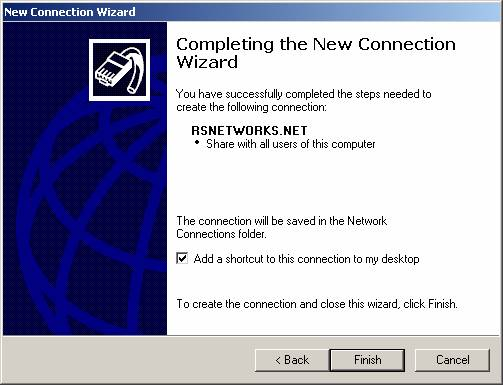 New Connection Wizard
Completing the New Connection
Wizard
You have successfully completed the steps needed to
create the following connection:
RSNETWORKS.NET
• Share with all users of this computer
The connection will be saved in the Network
Connections folder.
Add a shortcut to this connection to my desktop
To create the connection and close this wizard, click Finish.
< Back
Finish
Cancel